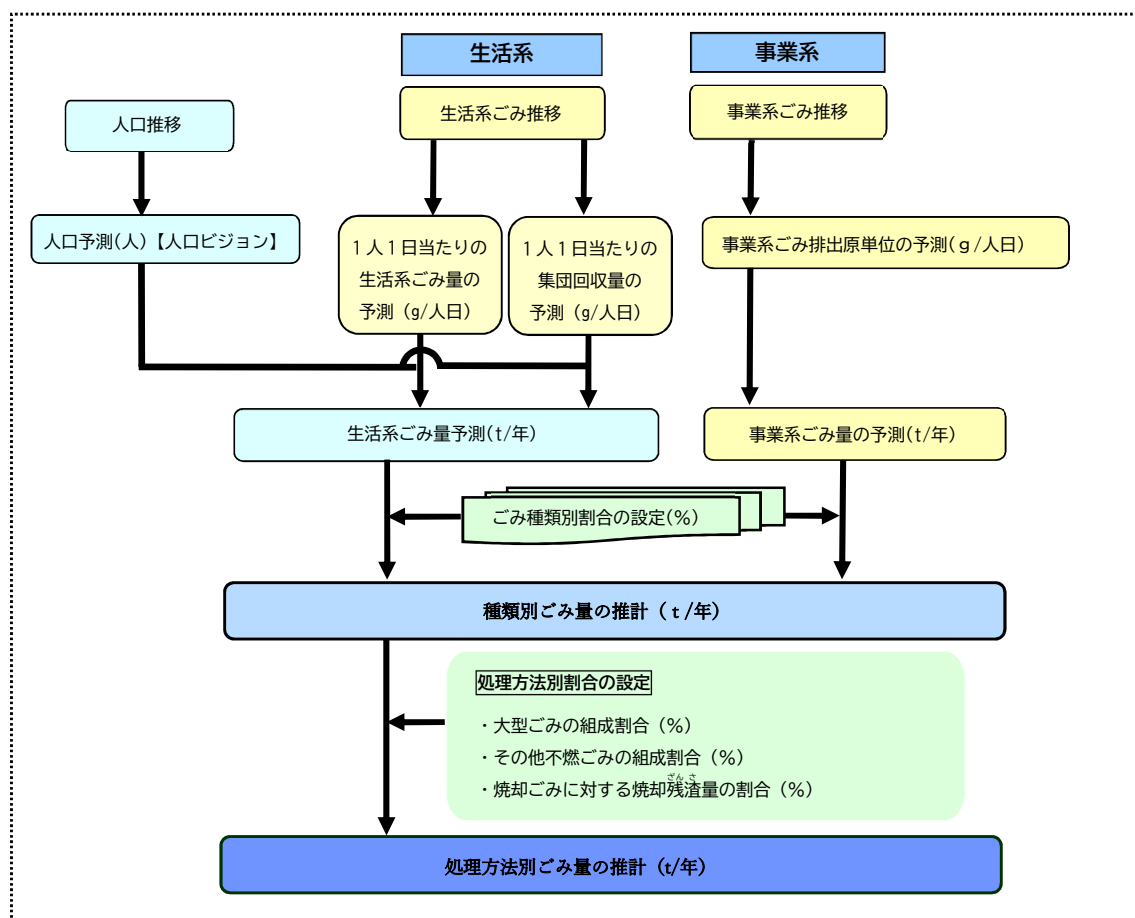 生活系
事業系
人口推移
生活系ごみ推移
事業系ごみ推移
人口予測(人)【人口ビジョン】
1人1日当たりの
生活系ごみ量の
予測（g/人日）
1人1日当たりの
集団回収量の
予測（g/人日）
事業系ごみ排出原単位の予測(ｇ/人日）
生活系ごみ量予測(t/年)
事業系ごみ量の予測(t/年)
ごみ種類別割合の設定(%)
種類別ごみ量の推計（ｔ/年）
処理方法別割合の設定
・大型ごみの組成割合（%）
・その他不燃ごみの組成割合（%）
ざん さ
・焼却ごみに対する焼却残渣量の割合（%）
処理方法別ごみ量の推計（t/年）